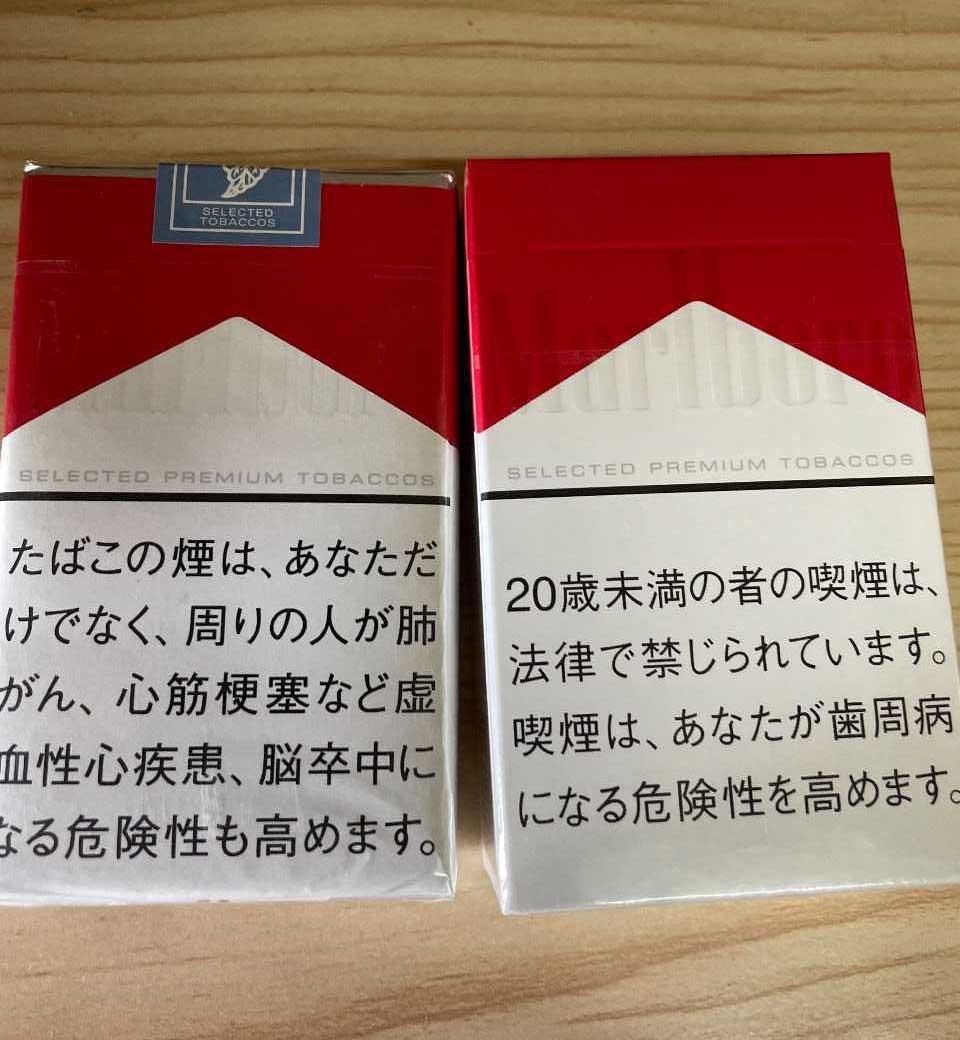 SELECTED
TOBACCOS
SELECTED PREMIUM TOBACCOS
たばこの煙は、あなただ
けでなく、周りの人が肺
がん、心筋梗塞など虚
血性心疾患、脳卒中に
なる危険性も高めます。
Marlboro
SELECTED PREMIUM TOBACCOS
20歳未満の者の喫煙は、
法律で禁じられています。
喫煙は、あなたが歯周病
になる危険性を高めます。